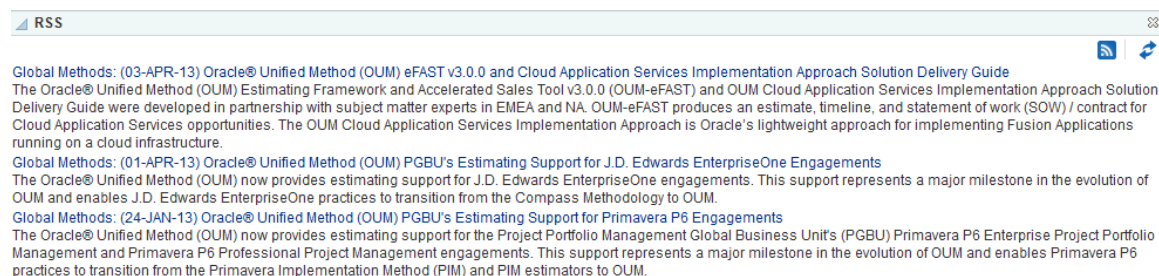 RSS
Global Methods: (03-APR-13) Oracle® Unified Method (OUM) eFAST v3.0.0 and Cloud Application Services Implementation Approach Solution Delivery Guide
The Oracle® Unified Method (OUM) Estimating Framework and Accelerated Sales Tool v3.0.0 (OUM-eFAST) and OUM Cloud Application Services Implementation Approach Solution
Delivery Guide were developed in partnership with subject matter experts in EMEA and NA. OUM-eFAST produces an estimate, timeline, and statement of work (SOW) / contract for
Cloud Application Services opportunities. The OUM Cloud Application Services Implementation Approach is Oracle's lightweight approach for implementing Fusion Applications
running on a cloud infrastructure.
Global Methods: (01-APR-13) Oracle® Unified Method (OUM) PGBU's Estimating Support for J.D. Edwards EnterpriseOne Engagements
The Oracle® Unified Method (OUM) now provides estimating support for J.D. Edwards EnterpriseOne engagements. This support represents a major milestone in the evolution of
OUM and enables J.D. Edwards EnterpriseOne practices to transition from the Compass Methodology to OUM.
Global Methods: (24-JAN-13) Oracle® Unified Method (OUM) PGBU's Estimating Support for Primavera P6 Engagements
The Oracle® Unified Method (OUM) now provides estimating support for the Project Portfolio Management Global Business Unit's (PGBU) Primavera P6 Enterprise Project Portfolio
Management and Primavera P6 Professional Project Management engagements. This support represents a major milestone in the evolution of OUM and enables Primavera P6
practices to transition from the Primavera Implementation Method (PIM) and PIM estimators to OUM.